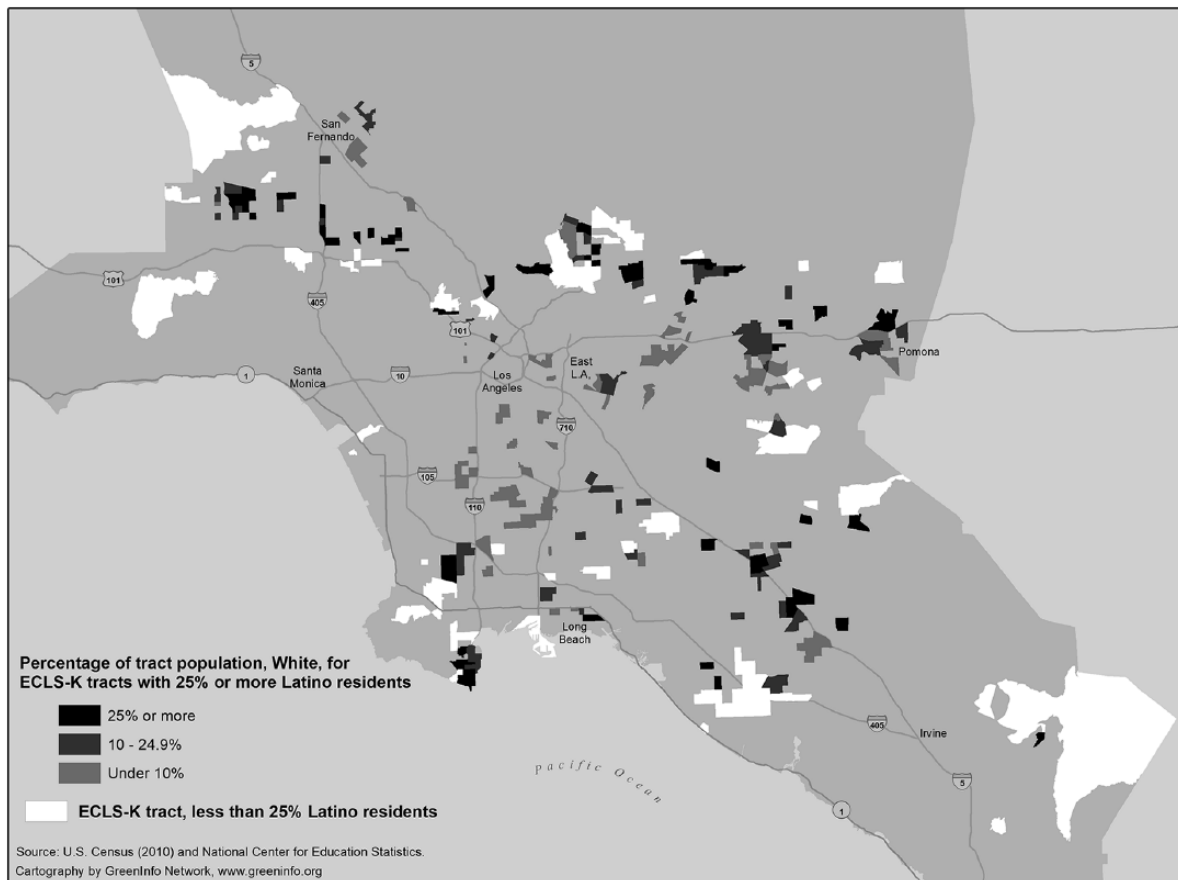 5
San
Fernando
101
405
101
Santa
Monica
1
10
Los
Angeles
East
L.A.
Pomona
710
105
110
Long
Beach
405
Irvine
5
1
Pacific Ocean
Percentage of tract population, White, for
ECLS-K tracts with 25% or more Latino residents
25% or more
10 - 24.9%
Under 10%
ECLS-K tract, less than 25% Latino residents
Source: U.S. Census (2010) and National Center for Education Statistics.
Cartography by GreenInfo Network, www.greeninfo.org